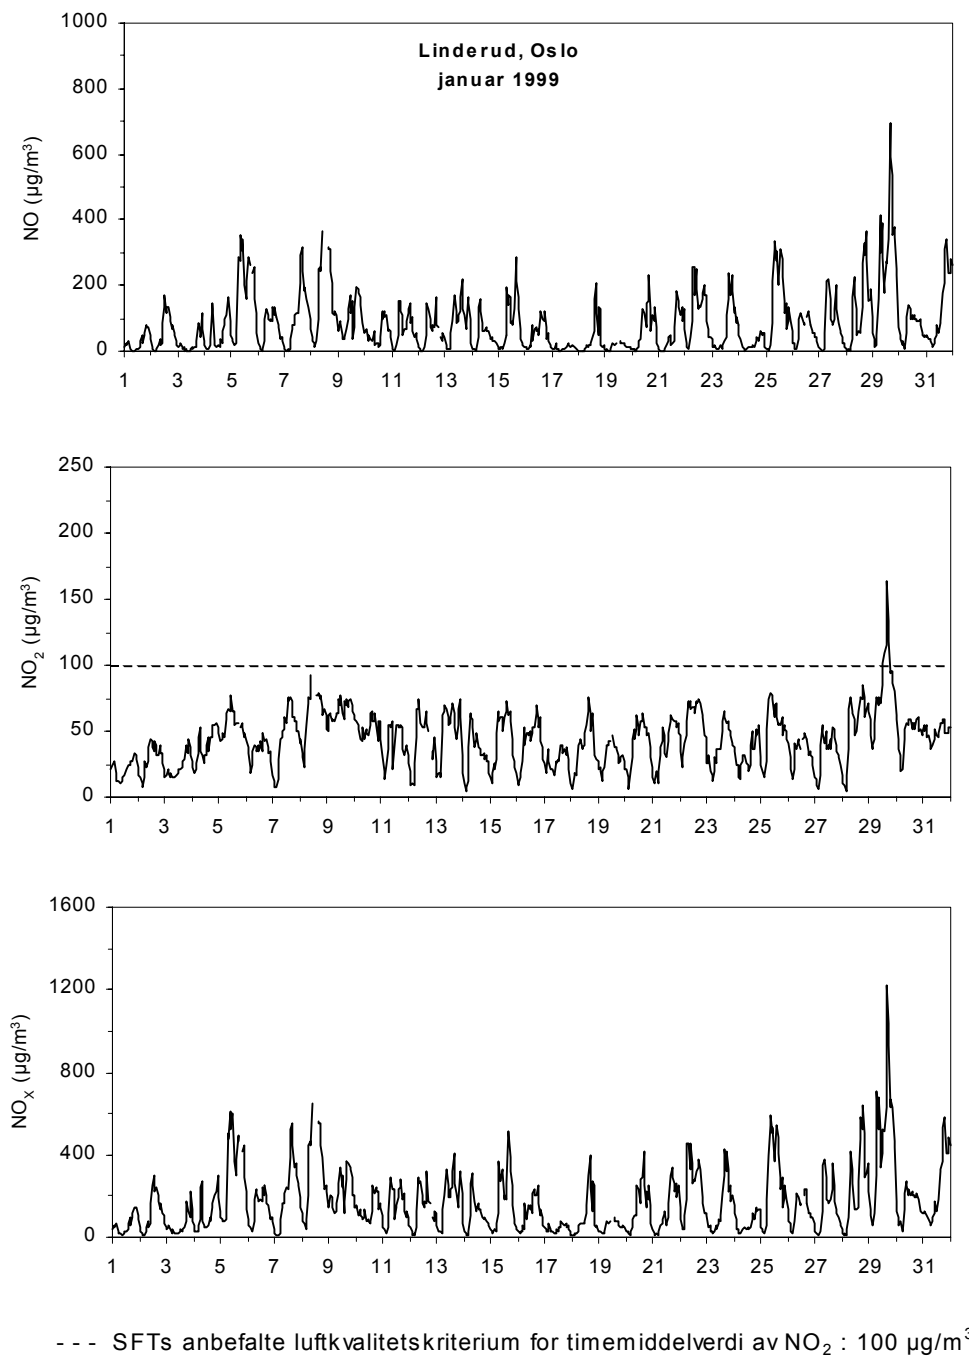 Linderud, Oslo
januar 1999
NO (µg/m³)
1000
800
600
400
200
0
1 3 5 7 9 11 13 15 17 19 21 23 25 27 29 31
NO₂ (µg/m³)
250
200
150
100
50
0
1 3 5 7 9 11 13 15 17 19 21 23 25 27 29 31
NOX (µg/m³)
1600
1200
800
400
0
1 3 5 7 9 11 13 15 17 19 21 23 25 27 29 31
--- SFTs anbefalte luftkvalitetskriterium for timemiddelverdi av NO₂ : 100 µg/m³